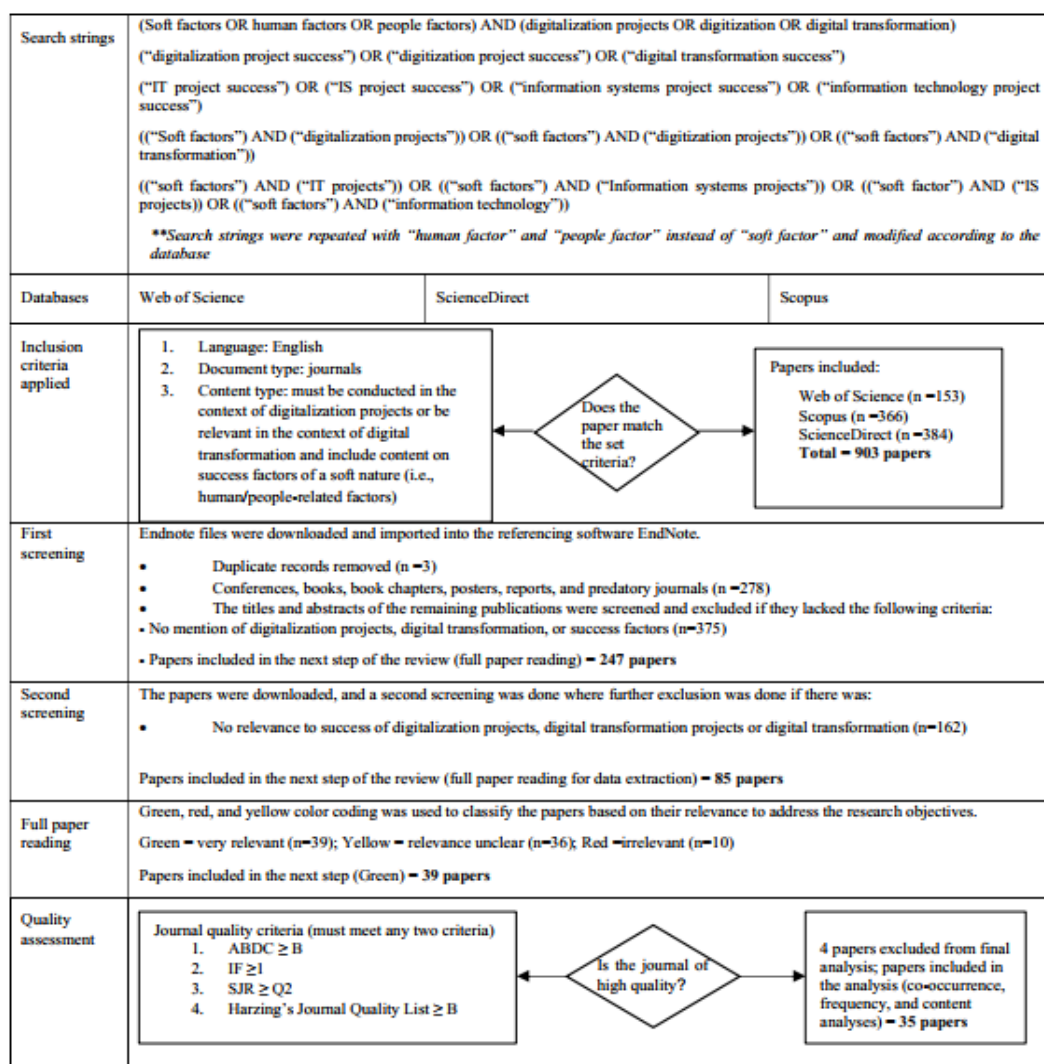 Search strings
(Soft factors OR human factors OR people factors) AND (digitalization projects OR digitization OR digital transformation)
(“digitalization project success”) OR (“digitization project success”) OR (“digital transformation success”)
(“IT project success”) OR (“IS project success”) OR (“information systems project success”) OR (“information technology project
success”)
((“Soft factors”) AND (“digitalization projects”)) OR ((“soft factors”) AND (“digitization projects”)) OR ((“soft factors”) AND (“digital
transformation”))
((“soft factors”) AND (“IT projects”)) OR ((“soft factors”) AND (“Information systems projects”)) OR ((“soft factor”) AND (“IS
projects)) OR ((“soft factors”) AND (“information technology”))
**Search strings were repeated with “human factor” and “people factor” instead of “soft factor” and modified according to the
database
Databases
Web of Science
ScienceDirect
Scopus
Inclusion
criteria
applied
1. Language: English
2. Document type: journals
3. Content type: must be conducted in the
context of digitalization projects or be
relevant in the context of digital
transformation and include content on
success factors of a soft nature (i.e.,
human/people-related factors)
Does the
paper match
the set
criteria?
Papers included:
Web of Science (n =153)
Scopus (n =366)
ScienceDirect (n =384)
Total = 903 papers
First
screening
Endnote files were downloaded and imported into the referencing software EndNote.
• Duplicate records removed (n =3)
• Conferences, books, book chapters, posters, reports, and predatory journals (n =278)
• The titles and abstracts of the remaining publications were screened and excluded if they lacked the following criteria:
- No mention of digitalization projects, digital transformation, or success factors (n=375)
- Papers included in the next step of the review (full paper reading) = 247 papers
Second
screening
The papers were downloaded, and a second screening was done where further exclusion was done if there was:
• No relevance to success of digitalization projects, digital transformation projects or digital transformation (n=162)
Papers included in the next step of the review (full paper reading for data extraction) = 85 papers
Full paper
reading
Green, red, and yellow color coding was used to classify the papers based on their relevance to address the research objectives.
Green = very relevant (n=39); Yellow = relevance unclear (n=36); Red =irrelevant (n=10)
Papers included in the next step (Green) = 39 papers
Quality
assessment
Journal quality criteria (must meet any two criteria)
1. ABDC ≥ B
2. IF ≥1
3. SJR ≥ Q2
4. Harzing's Journal Quality List ≥ B
Is the journal of
high quality?
4 papers excluded from final
analysis; papers included in
the analysis (co-occurrence,
frequency, and content
analyses) = 35 papers